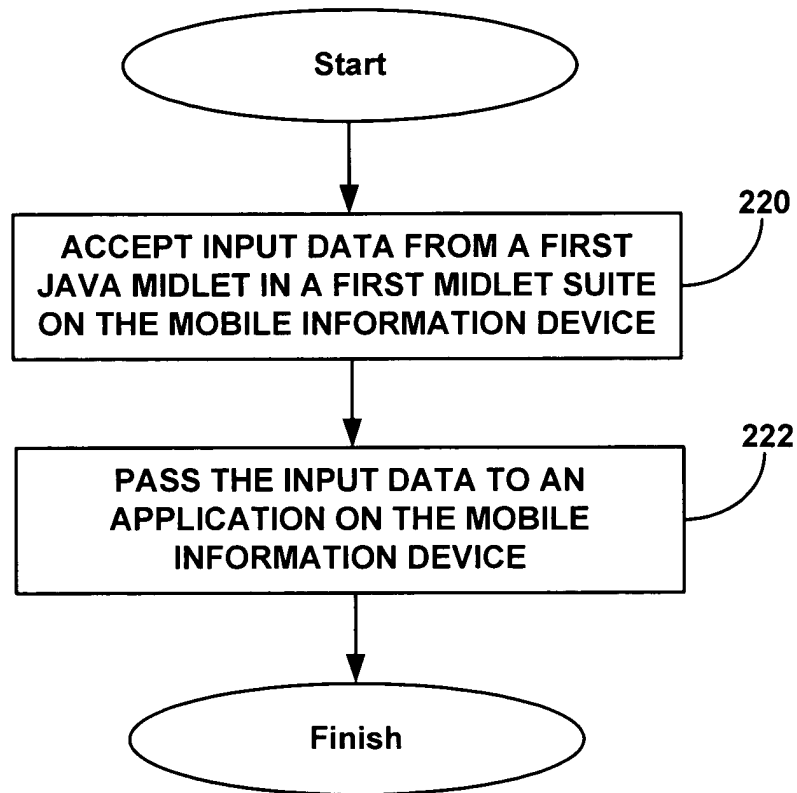 Start
220
ACCEPT INPUT DATA FROM A FIRST
JAVA MIDLET IN A FIRST MIDLET SUITE
ON THE MOBILE INFORMATION DEVICE
222
PASS THE INPUT DATA TO AN
APPLICATION ON THE MOBILE
INFORMATION DEVICE
Finish